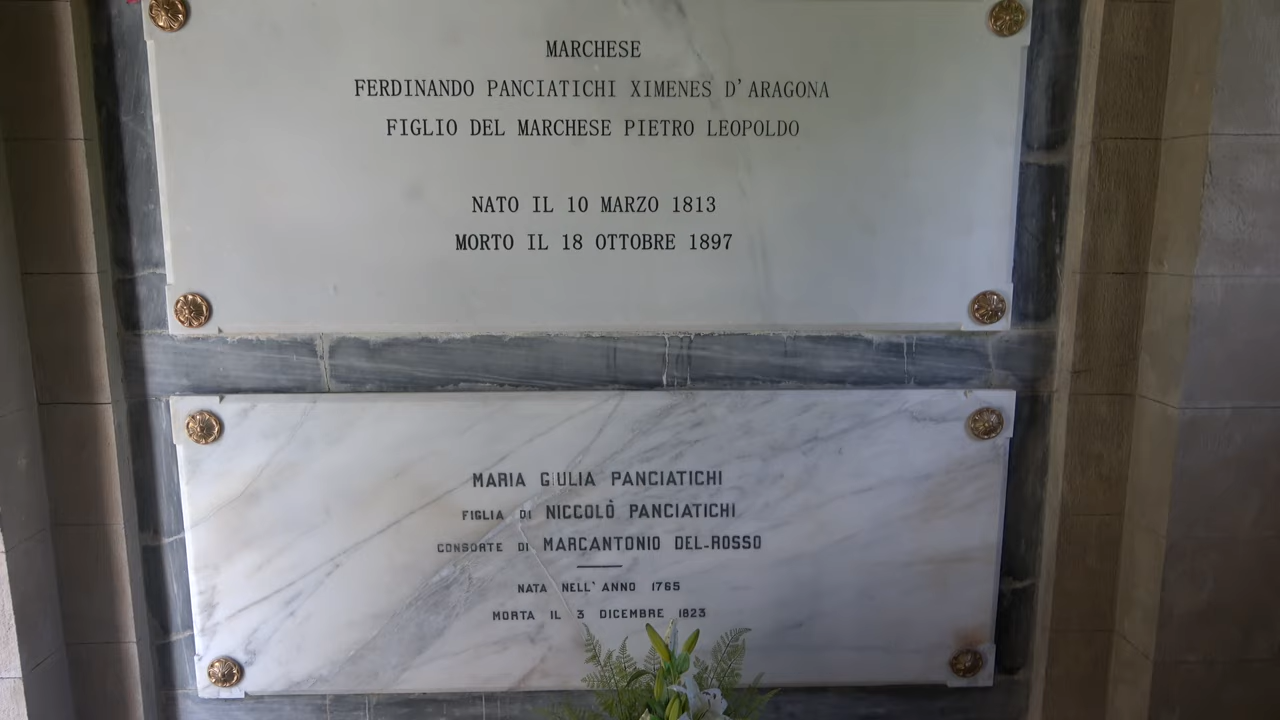 MARCHESE
FERDINANDO PANCIATICHI XIMENES D'ARAGONA
FIGLIO DEL MARCHESE PIETRO LEOPOLDO
NATO IL 10 MARZO 1813
MORTO IL 18 OTTOBRE 1897
MARIA GIULIA PANCIATICHI
FIGLIA DI NICCOLÒ PANCIATICHI
CONSORTE DI MARCANTONIO DEL-ROSSO
NATA NELL'ANNO 1765
MORTA IL 3 DICEMBRE 1823